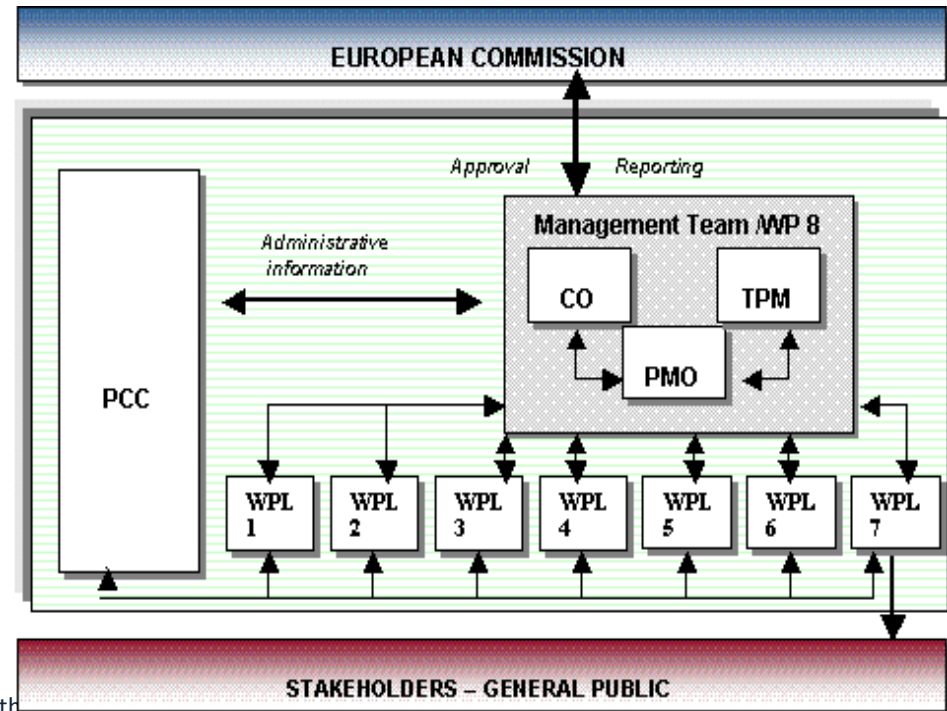 EUROPEAN COMMISSION
Approval Reporting
Management Team /WP 8
Administrative
information
CO
TPM
PMO
PCC
WPL
1
WPL
2
WPL
3
WPL
4
WPL
5
WPL
6
WPL
7
STAKEHOLDERS – GENERAL PUBLIC
th